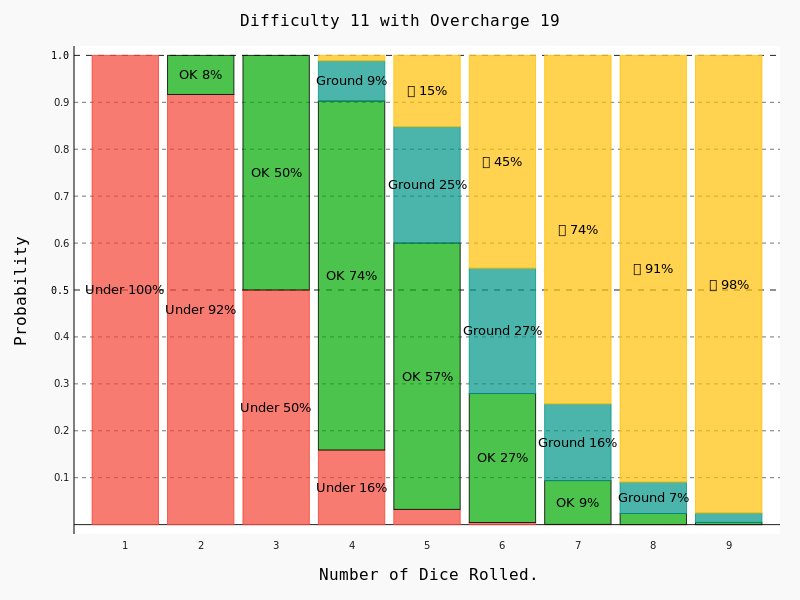 Difficulty 11 with Overcharge 19
Probability
1.0
0.9
0.8
0.7
0.6
0.5
0.4
0.3
0.2
0.1
Under 100%
OK 8%
Under 92%
OK 50%
Under 50%
Ground 9%
OK 74%
Under 16%
15%
Ground 25%
OK 57%
45%
Ground 27%
OK 27%
74%
Ground 16%
OK 9%
91%
Ground 7%
98%
1 2 3 4 5 6 7 8 9
Number of Dice Rolled.